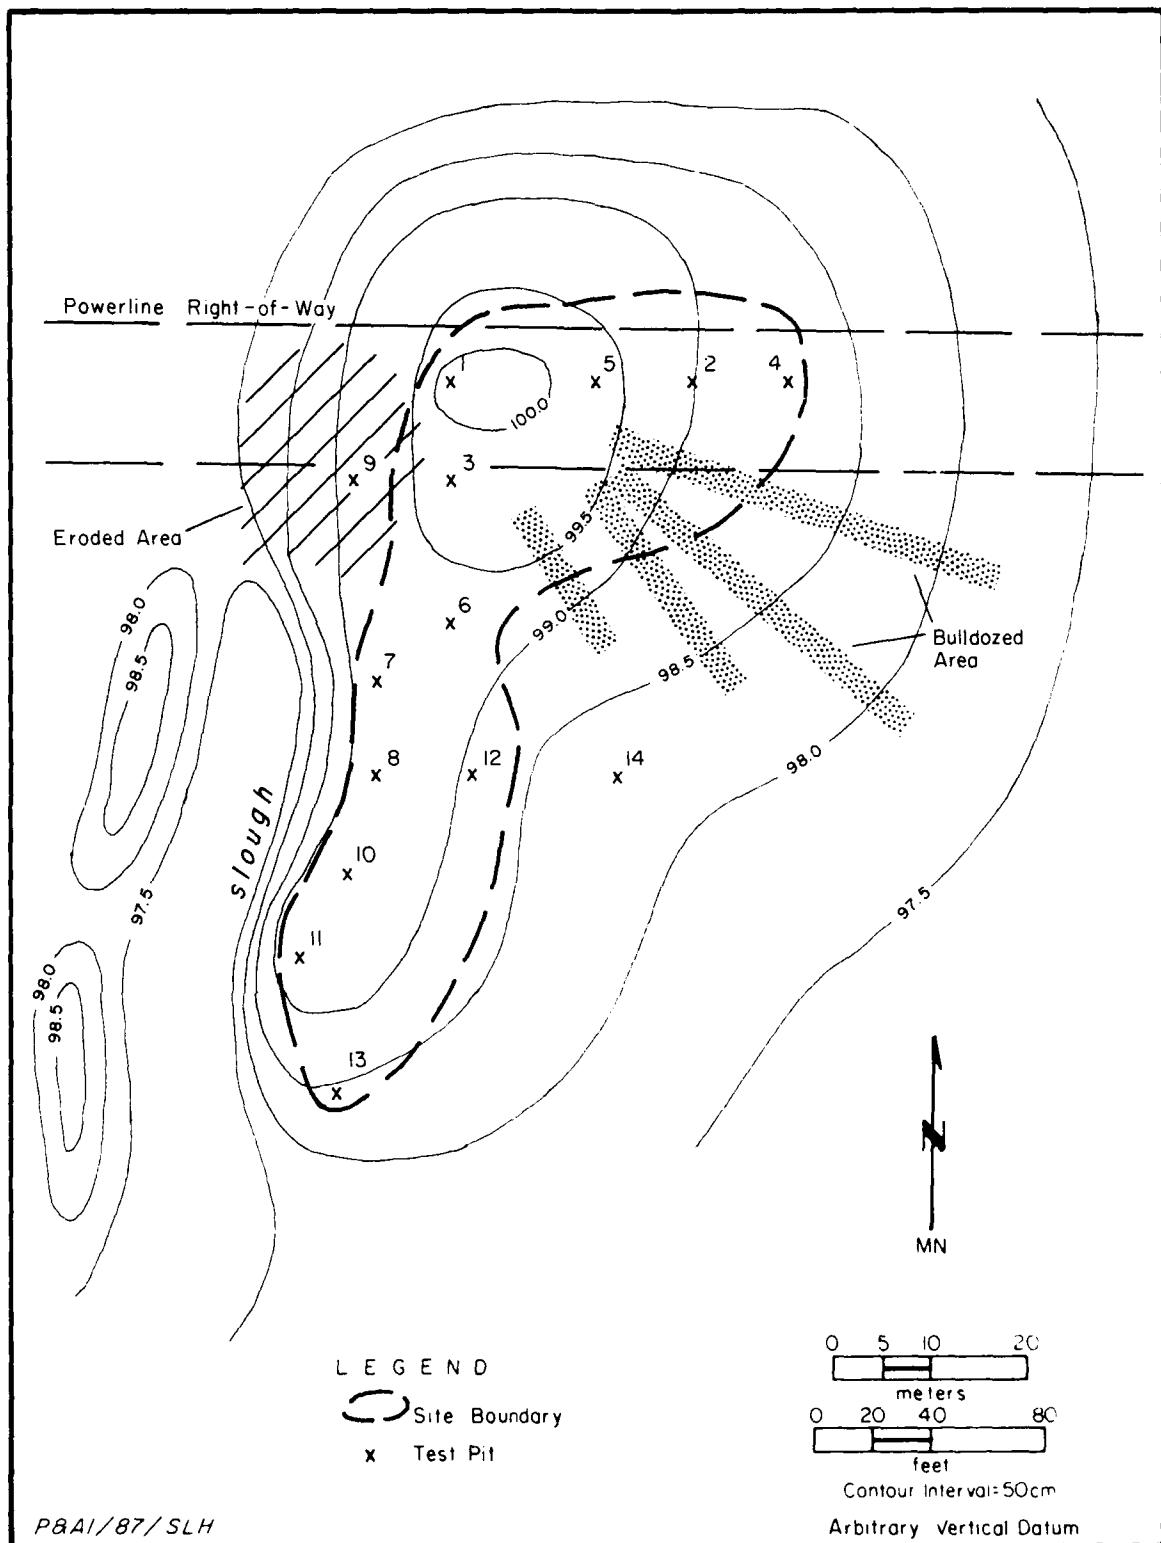 Powerline Right-of-Way
1
5
2
4
100.0
9
3
Eroded Area
99.5
98.0
6
99.0
98.5
Bulldozed
Area
98.5
7
8
12
14
98.0
slough
10
97.5
97.5
11
98.0
98.5
13
N
MN
LEGEND
Site Boundary
x Test Pit
0 5 10 20
meters
0 20 40 80
feet
Contour Interval=50cm
Arbitrary Vertical Datum
P&AI/87/SLH